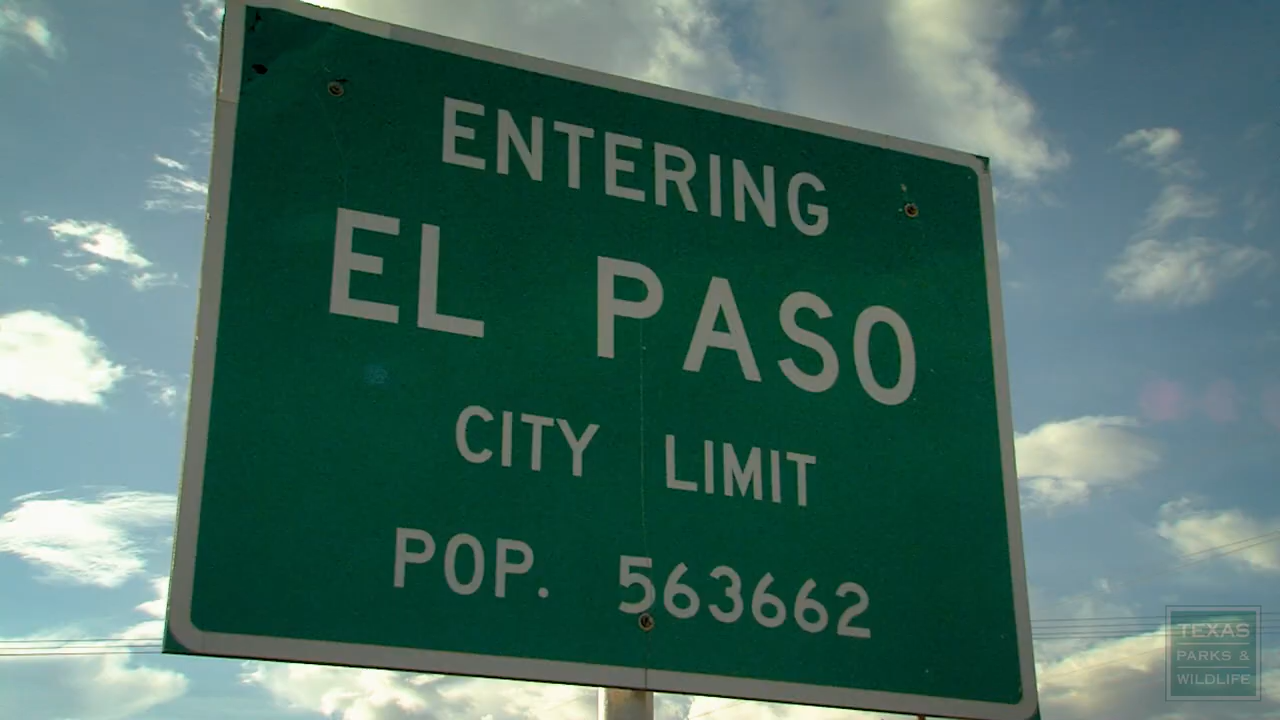 ENTERING
EL PASO
CITY LIMIT
POP. 563662
TEXAS
PARKS &
WILDLIFE